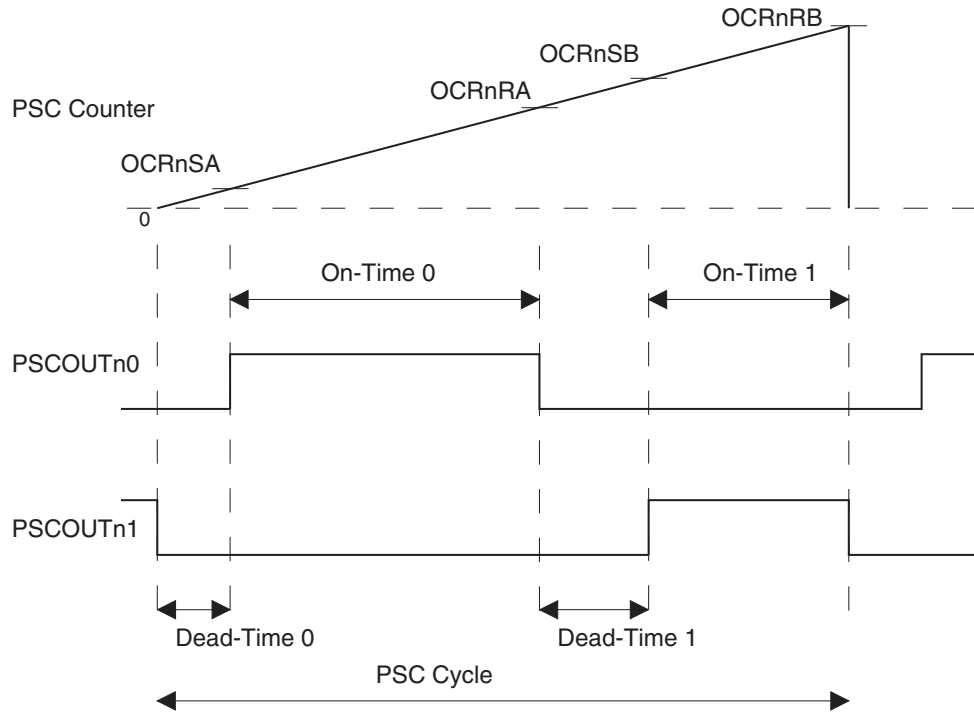 OCRnRB
OCRnSB
OCRnRA
PSC Counter
OCRnSA
0
On-Time 0
On-Time 1
PSCOUTn0
PSCOUTn1
Dead-Time 0
Dead-Time 1
PSC Cycle